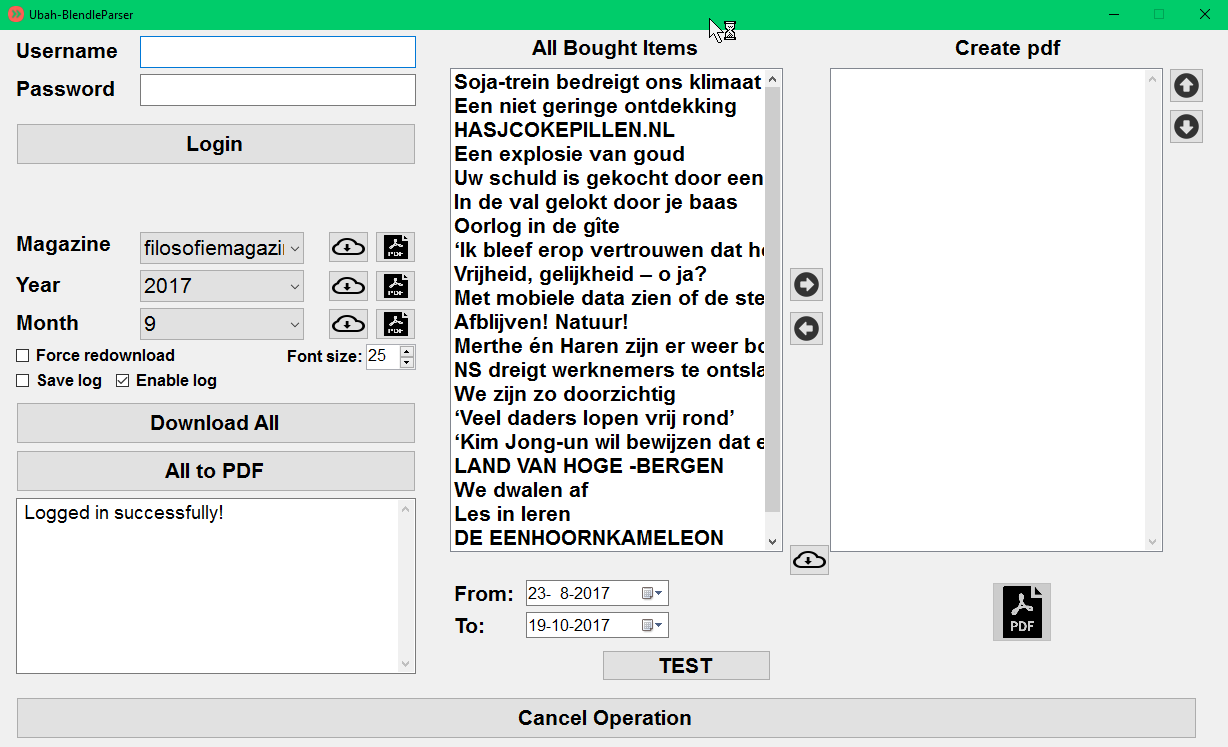 Ubah-BlendleParser
Username
Password
Login
Magazine
filosofiemagazi
Year
2017
Month
9
Force redownload
Font size: 25
Save log
Enable log
Download All
All to PDF
Logged in successfully!
All Bought Items
Soja-trein bedreigt ons klimaat
Een niet geringe ontdekking
HASJCOKEPILLEN.NL
Een explosie van goud
Uw schuld is gekocht door een
In de val gelokt door je baas
Oorlog in de gîte
‘Ik bleef erop vertrouwen dat he
Vrijheid, gelijkheid – o ja?
Met mobiele data zien of de ste
Afblijven! Natuur!
Merthe én Haren zijn er weer bo
NS dreigt werknemers te ontsla
We zijn zo doorzichtig
‘Veel daders lopen vrij rond’
‘Kim Jong-un wil bewijzen dat e
LAND VAN HOGE -BERGEN
We dwalen af
Les in leren
DE EENHOORNKAMELEON
From: 23- 8-2017
To: 19-10-2017
TEST
Create pdf
PDF
PDF
PDF
PDF
Cancel Operation